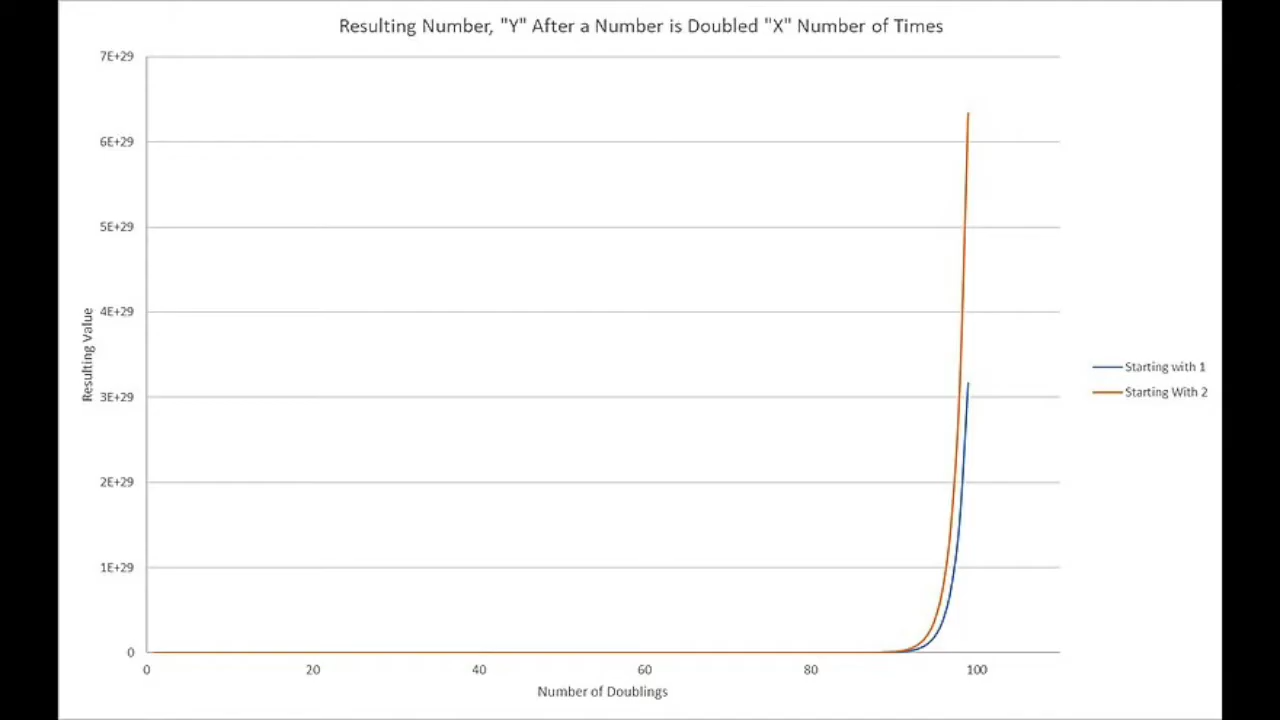 Resulting Number, "Y" After a Number is Doubled "X" Number of Times
7E+29
6E+29
5E+29
4E+29
3E+29
2E+29
1E+29
0
Resulting Value
0 20 40 60 80 100
Number of Doublings
Starting with 1
Starting With 2